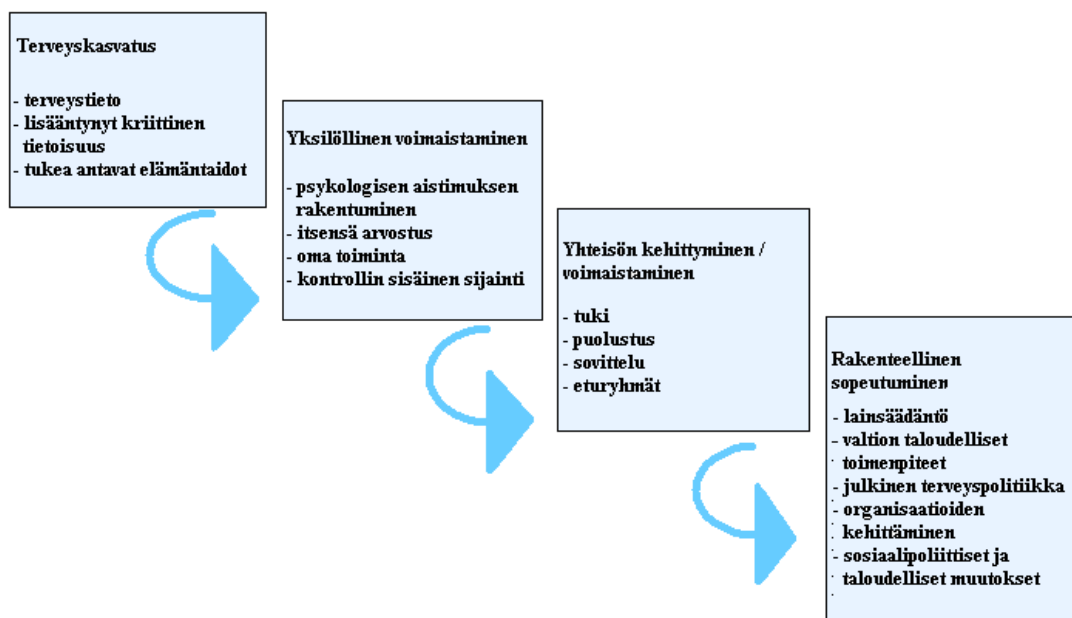 Terveyskasvatus
- terveystieto
- lisääntynyt kriittinen
tietoisuus
- tukea antavat elämäntaidot
Yksilöllinen voimaistaminen
- psykologisen aistimuksen
rakentuminen
- itsensä arvostus
- oma toiminta
- kontrollin sisäinen sijainti
Yhteisön kehittyminen /
voimaistaminen
- tuki
- puolustus
- sovittelu
- eturyhmät
Rakenteellinen
sopeutuminen
- lainsäädäntö
- valtion taloudelliset
toimenpiteet
- julkinen terveyspolitiikka
- organisaatioiden
kehittäminen
- sosiaalipoliittiset ja
taloudelliset muutokset